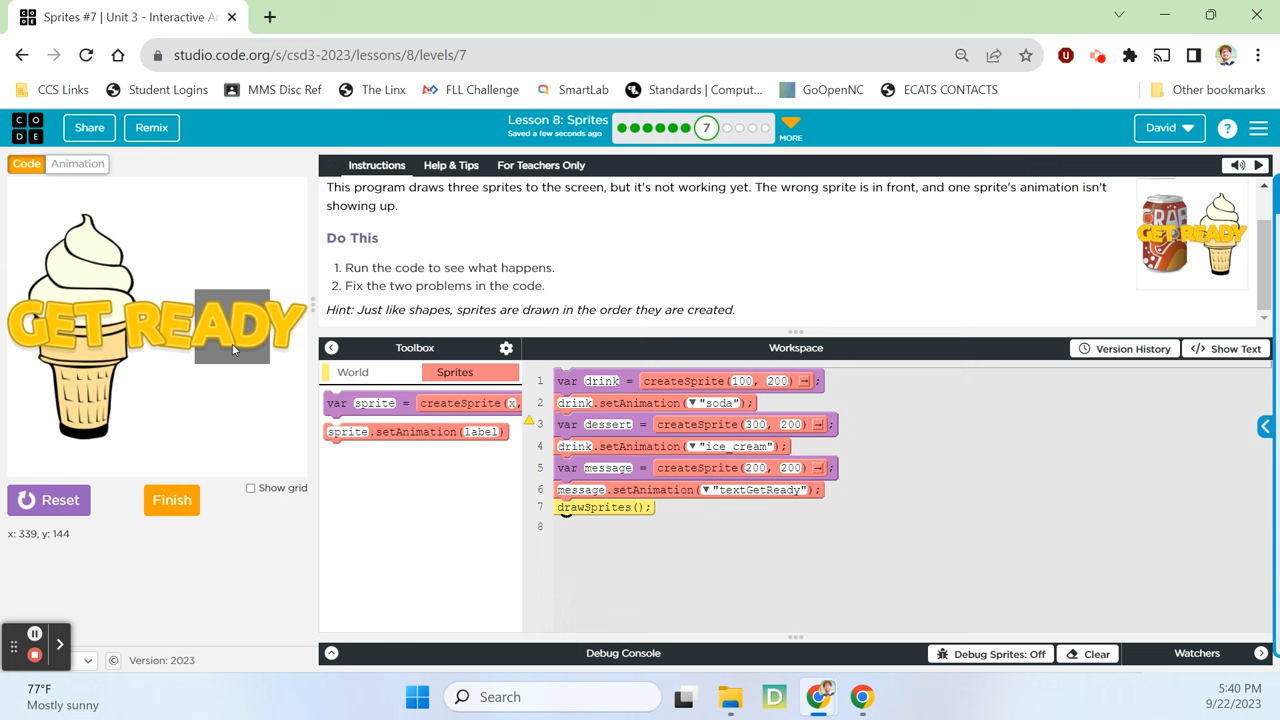 Sprites #7 | Unit 3 - Interactive Ar
studio.code.org/s/csd3-2023/lessons/8/levels/7
CCS Links
Student Logins
MMS Disc Ref
The Linx
FLL Challenge
SmartLab
Standards | Comput...
GoOpenNC
ECATS CONTACTS
Other bookmarks
CODE
Share
Remix
Lesson 8: Sprites
Saved a few seconds ago
7
MORE
David
?
Code
Animation
Instructions
Help & Tips
For Teachers Only
This program draws three sprites to the screen, but it's not working yet. The wrong sprite is in front, and one sprite's animation isn't
showing up.
Do This
1. Run the code to see what happens.
2. Fix the two problems in the code.
Hint: Just like shapes, sprites are drawn in the order they are created.
CRAF
GET READY
GET READY
Toolbox
Workspace
Version History
</> Show Text
World
Sprites
var sprite = createSprite(x,
sprite.setAnimation(label)
1 var drink = createSprite(100, 200);
2 drink.setAnimation("soda");
3 var dessert = createSprite(300, 200);
4 drink.setAnimation("ice_cream");
5 var message = createSprite(200, 200);
6 message.setAnimation("textGetReady");
7 drawSprites();
8
Reset
Finish
Show grid
x: 339, y: 144
© Version: 2023
Debug Console
Debug Sprites: Off
Clear
Watchers
77°F
Mostly sunny
Search
D
5:40 PM
9/22/2023